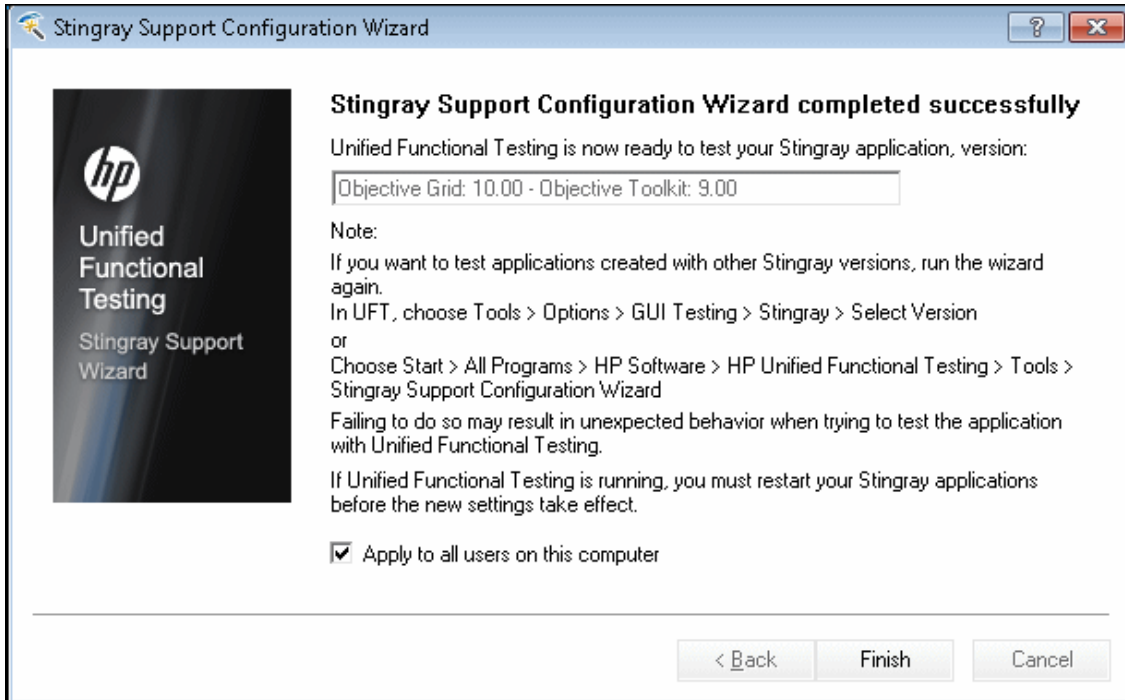 Stingray Support Configuration Wizard
?
X
hp
Unified
Functional
Testing
Stingray Support
Wizard
Stingray Support Configuration Wizard completed successfully
Unified Functional Testing is now ready to test your Stingray application, version:
Objective Grid: 10.00 - Objective Toolkit: 9.00
Note:
If you want to test applications created with other Stingray versions, run the wizard
again.
In UFT, choose Tools > Options > GUI Testing > Stingray > Select Version
or
Choose Start > All Programs > HP Software > HP Unified Functional Testing > Tools >
Stingray Support Configuration Wizard
Failing to do so may result in unexpected behavior when trying to test the application
with Unified Functional Testing.
If Unified Functional Testing is running, you must restart your Stingray applications
before the new settings take effect.
Apply to all users on this computer
< Back
Finish
Cancel